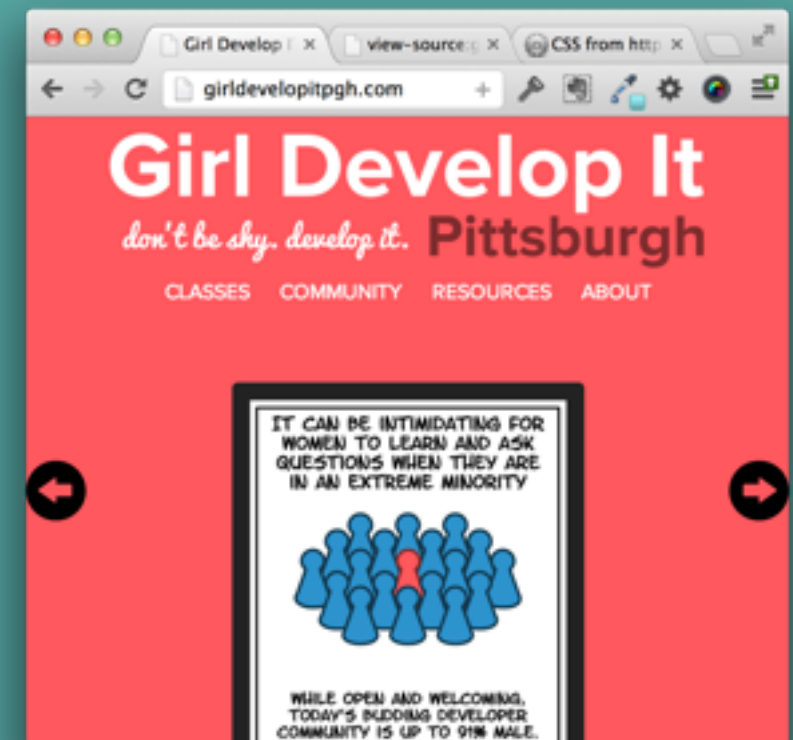 Girl Develop I
view-source:
CSS from http
girldevelopitpgh.com
Girl Develop It
don't be shy. develop it.
Pittsburgh
CLASSES COMMUNITY RESOURCES ABOUT
IT CAN BE INTIMIDATING FOR
WOMEN TO LEARN AND ASK
QUESTIONS WHEN THEY ARE
IN AN EXTREME MINORITY
WHILE OPEN AND WELCOMING,
TODAY'S BUDDING DEVELOPER
COMMUNITY IS UP TO 91% MALE.